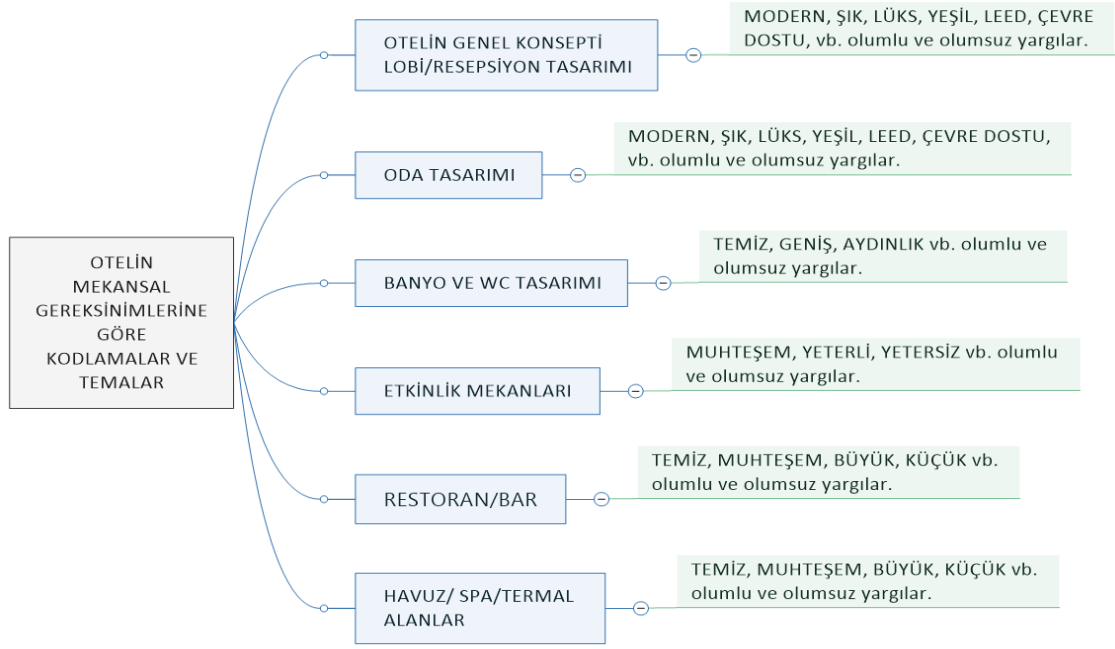 OTELİN
MEKANSAL
GEREKSİNİMLERİNE
GÖRE
KODLAMALAR VE
TEMALAR
OTELİN GENEL KONSEPTİ
LOBİ/RESEPSİYON TASARIMI
MODERN, ŞIK, LÜKS, YEŞİL, LEED, ÇEVRE
DOSTU, vb. olumlu ve olumsuz yargılar.
ODA TASARIMI
MODERN, ŞIK, LÜKS, YEŞİL, LEED, ÇEVRE DOSTU,
vb. olumlu ve olumsuz yargılar.
BANYO VE WC TASARIMI
TEMİZ, GENİŞ, AYDINLIK vb. olumlu ve
olumsuz yargılar.
ETKİNLİK MEKANLARI
MUHTEŞEM, YETERLİ, YETERSİZ vb. olumlu
ve olumsuz yargılar.
RESTORAN/BAR
TEMİZ, MUHTEŞEM, BÜYÜK, KÜÇÜK vb.
olumlu ve olumsuz yargılar.
HAVUZ/ SPA/TERMAL
ALANLAR
TEMİZ, MUHTEŞEM, BÜYÜK, KÜÇÜK vb.
olumlu ve olumsuz yargılar.